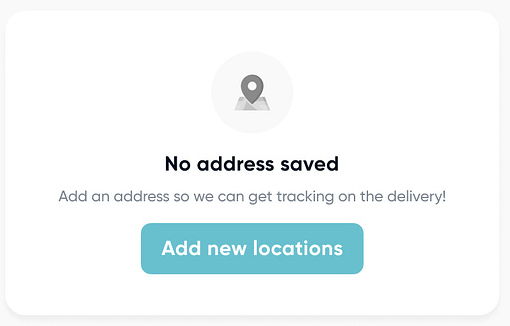 No address saved
Add an address so we can get tracking on the delivery!
Add new locations